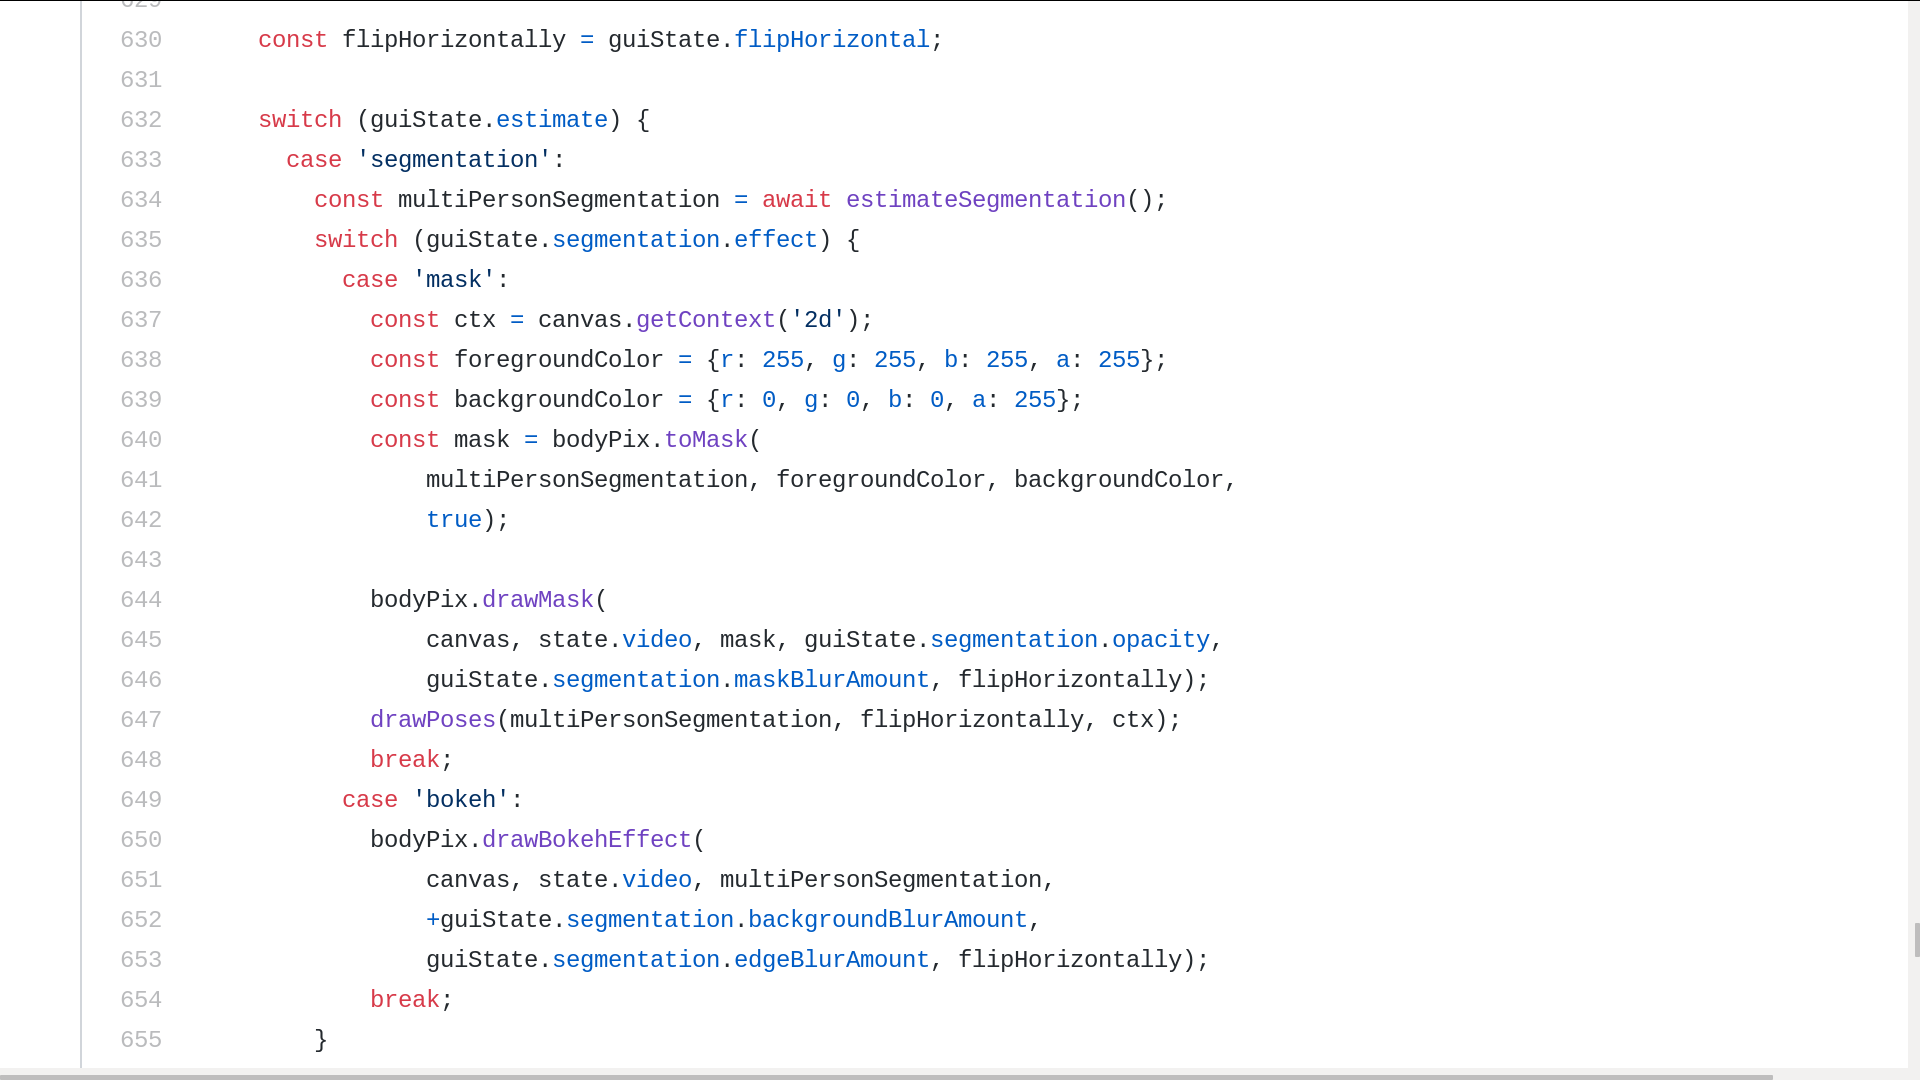 629
630 const flipHorizontally = guiState.flipHorizontal;
631
632 switch (guiState.estimate) {
633 case 'segmentation':
634 const multiPersonSegmentation = await estimateSegmentation();
635 switch (guiState.segmentation.effect) {
636 case 'mask':
637 const ctx = canvas.getContext('2d');
638 const foregroundColor = {r: 255, g: 255, b: 255, a: 255};
639 const backgroundColor = {r: 0, g: 0, b: 0, a: 255};
640 const mask = bodyPix.toMask(
641 multiPersonSegmentation, foregroundColor, backgroundColor,
642 true);
643
644 bodyPix.drawMask(
645 canvas, state.video, mask, guiState.segmentation.opacity,
646 guiState.segmentation.maskBlurAmount, flipHorizontally);
647 drawPoses(multiPersonSegmentation, flipHorizontally, ctx);
648 break;
649 case 'bokeh':
650 bodyPix.drawBokehEffect(
651 canvas, state.video, multiPersonSegmentation,
652 +guiState.segmentation.backgroundBlurAmount,
653 guiState.segmentation.edgeBlurAmount, flipHorizontally);
654 break;
655 }